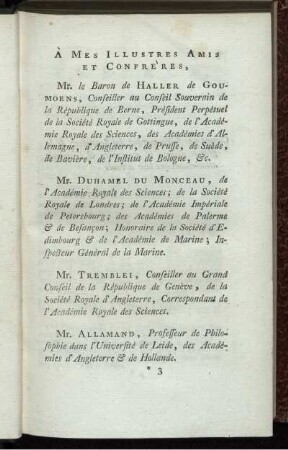 À MES ILLUSTRES AMIS
ET CONFRERES,
Mr. le Baron de HALLER de GOU-
MOENS, Conseiller au Conseil Souverain de
la République de Berne, Président Perpétuel
de la Société Royale de Gottingue, de l'Acadé-
mie Royale des Sciences, des Académies d'Al-
lemagne, d'Angleterre, de Prusse, de Suède,
de Bavière, de l'Institut de Bologne, &c.
Mr. DUHAMEL DU MONCEAU, de
l'Académie Royale des Sciences; de la Société
Royale de Londres; de l'Académie Impériale
de Petersbourg; des Académies de Palerme
& de Besançon; Honoraire de la Société d'E-
dimbourg & de l'Académie de Marine; In-
specteur Général de la Marine.
Mr. TREMBLEI, Conseiller au Grand
Conseil de la République de Genève, de
la Société Royale d'Angleterre, Correspondant de
l'Académie Royale des Sciences.
Mr. ALLAMAND, Professeur de Philo-
sophie dans l'Université de Leide, des Acadé-
mies d'Angleterre & de Hollande.
* 3